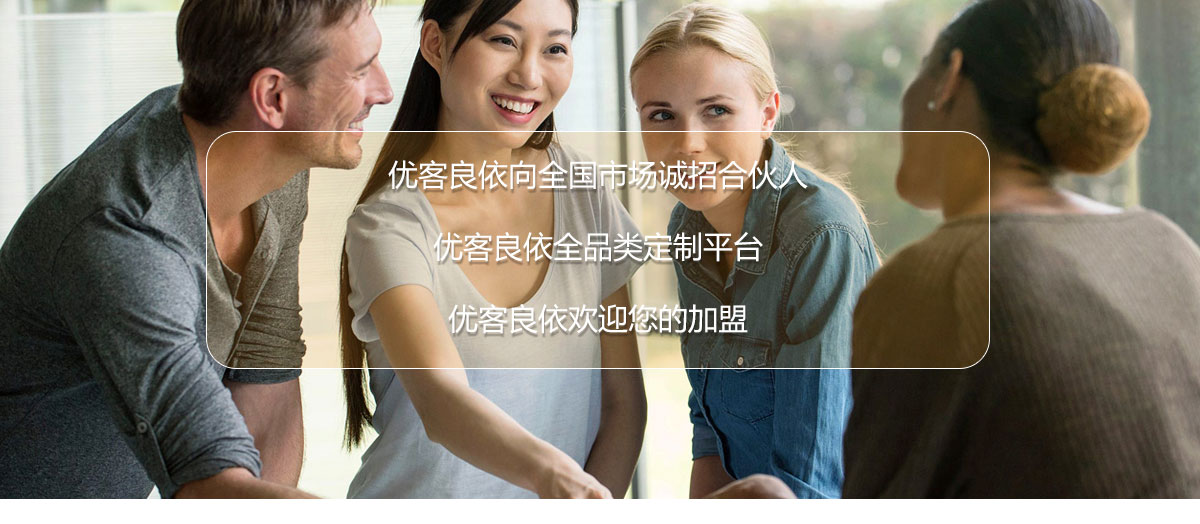 优客良依向全国市场诚招合伙人
优客良依全品类定制平台
优客良依欢迎您的加盟